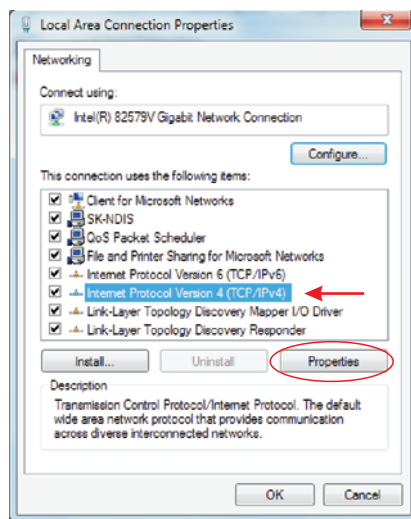 Local Area Connection Properties
Networking
Connect using:
Intel(R) 82579V Gigabit Network Connection
Configure...
This connection uses the following items:
Client for Microsoft Networks
SK-NDIS
QoS Packet Scheduler
File and Printer Sharing for Microsoft Networks
Internet Protocol Version 6 (TCP/IPv6)
Internet Protocol Version 4 (TCP/IPv4)
Link-Layer Topology Discovery Mapper I/O Driver
Link-Layer Topology Discovery Responder
Install... Uninstall Properties
Description
Transmission Control Protocol/Internet Protocol. The default
wide area network protocol that provides communication
across diverse interconnected networks.
OK Cancel